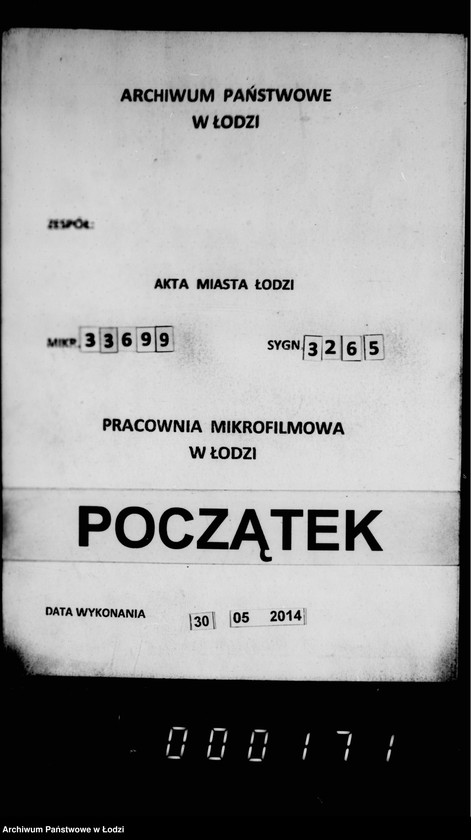 ARCHIWUM PAŃSTWOWE
W ŁODZI
ZESPÓŁ:
AKTA MIASTA ŁODZI
MIKR. 33699 SYGN. 3265
PRACOWNIA MIKROFILMOWA
W ŁODZI
POCZĄTEK
DATA WYKONANIA 30 05 2014
000171
Archiwum Państwowe w Łodzi